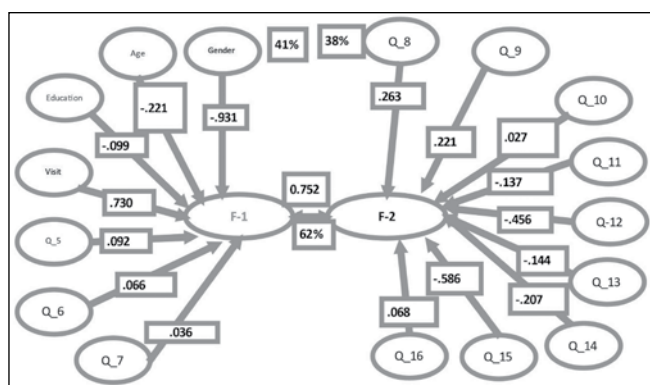 Age
Gender
41%
38%
Q_8
Q_9
Education
-.221
-.931
.263
Q_10
-.099
.221
.027
Q_11
Visit
-.137
.730
0.752
F-1
F-2
-.456
Q-12
Q_5
.092
62%
-.144
Q_13
.066
-.586
-.207
Q_6
.068
.036
Q_14
Q_7
Q_16
Q_15